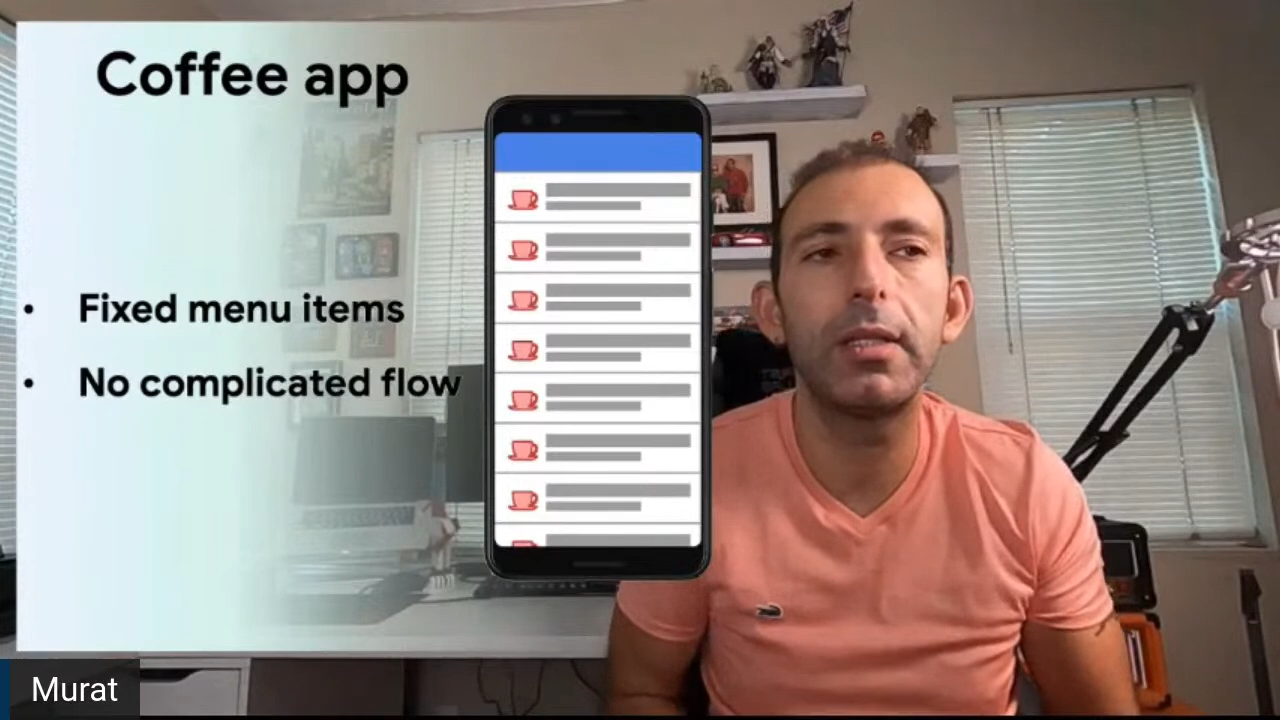 Coffee app
• Fixed menu items
• No complicated flow
Murat